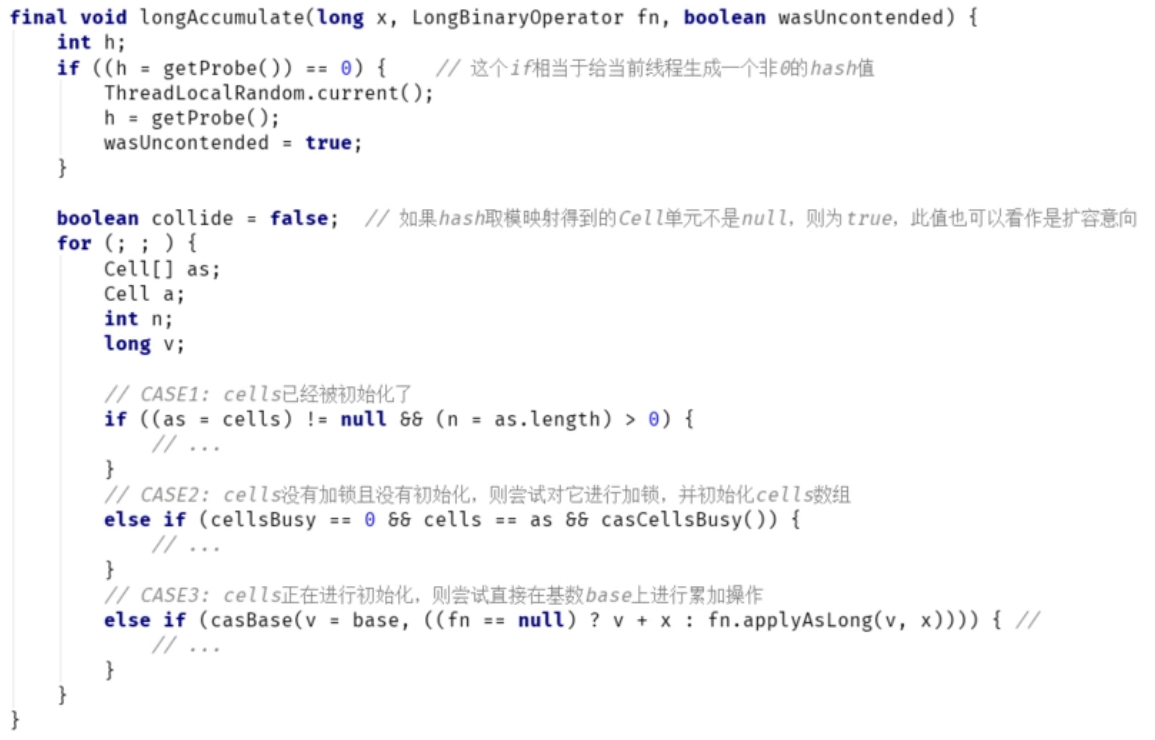 final void longAccumulate(long x, LongBinaryOperator fn, boolean wasUncontended) {
    int h;
    if ((h = getProbe()) == 0) {    // 这个if相当于给当前线程生成一个非0的hash值
        ThreadLocalRandom.current();
        h = getProbe();
        wasUncontended = true;
    }
    boolean collide = false;  // 如果hash取模映射得到的Cell单元不是null，则为true，此值也可以看作是扩容意向
    for (; ; ) {
        Cell[] as;
        Cell a;
        int n;
        long v;
        // CASE1: cells已经被初始化了
        if ((as = cells) != null && (n = as.length) > 0) {
            // ...
        }
        // CASE2: cells没有加锁且没有初始化，则尝试对它进行加锁，并初始化cells数组
        else if (cellsBusy == 0 && cells == as && casCellsBusy()) {
            // ...
        }
        // CASE3: cells正在进行初始化，则尝试直接在基数base上进行累加操作
        else if (casBase(v = base, ((fn == null) ? v + x : fn.applyAsLong(v, x)))) { //
            // ...
        }
    }
}